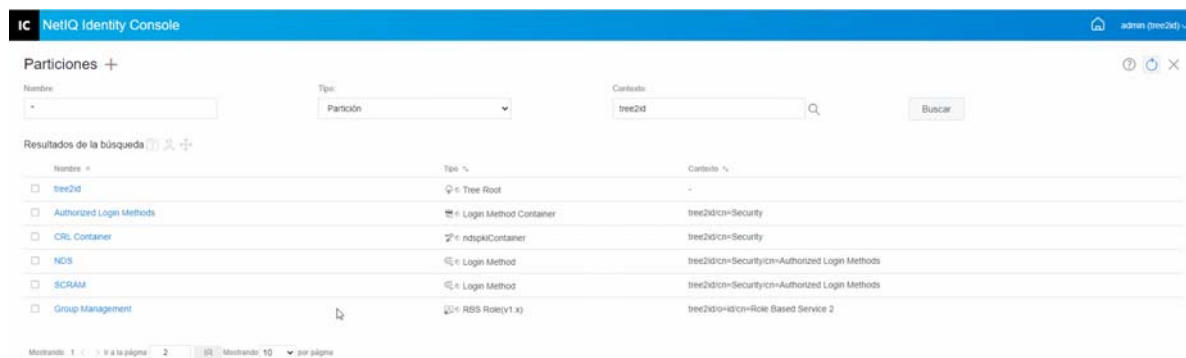 IC NetIQ Identity Console admin (tree2id)
Particiones +
Nombre: Tipo: Contexto:
* Partición tree2id Buscar
Resultados de la búsqueda
Nombre Tipo Contexto
tree2id Tree Root -
Authorized Login Methods Login Method Container tree2id/cn=Security
CRL Container ndspkiContainer tree2id/cn=Security
NDS Login Method tree2id/cn=Security/cn=Authorized Login Methods
SCRAM Login Method tree2id/cn=Security/cn=Authorized Login Methods
Group Management RBS Role(v1.x) tree2id/o=id/cn=Role Based Service 2
Mostrando 1 < > Ir a la página 2 IR Mostrando 10 por página